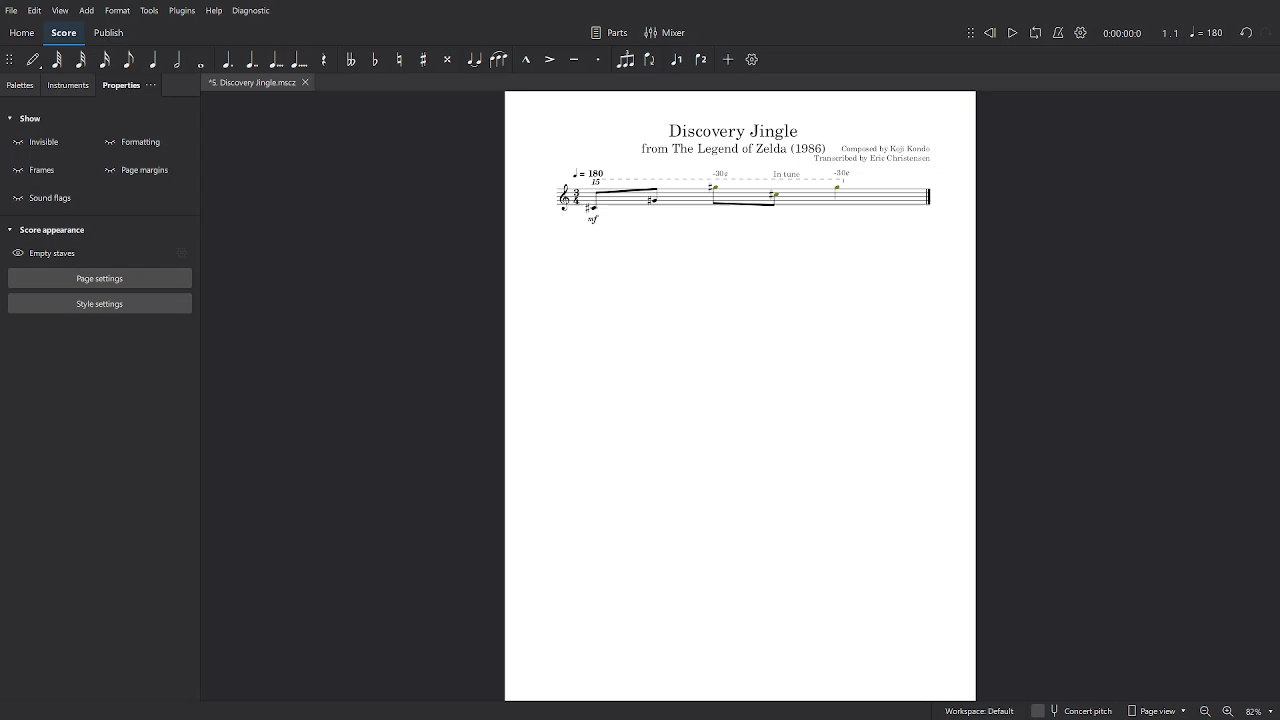 File Edit View Add Format Tools Plugins Help Diagnostic
Home Score Publish Parts Mixer 00:00:00:0 1. 1 = 180
Palettes Instruments Properties *5. Discovery Jingle.mscz
Show
Invisible Formatting
Frames
Sound flags
Score appearance
Empty staves
Page settings
Style settings
Discovery Jingle
from The Legend of Zelda (1986)
Composed by Koji Kondo
Transcribed by Eric Christensen
= 180
15
-30¢ In tune -30¢
3
4
mf
Workspace: Default Concert pitch Page view 82%